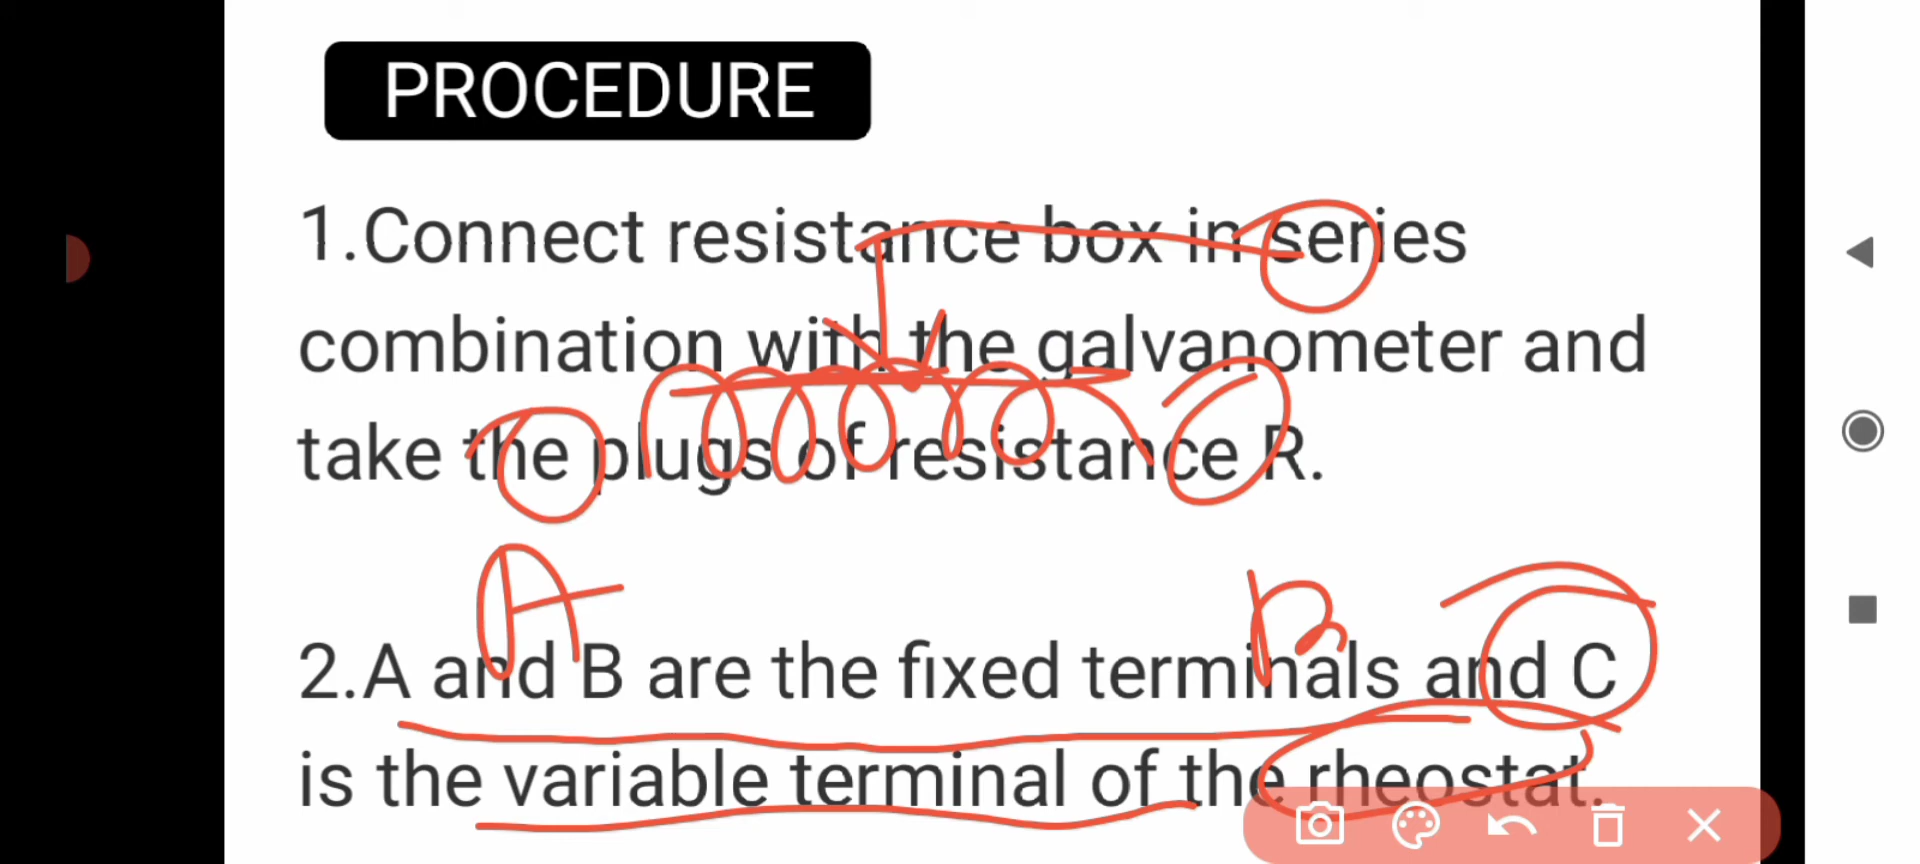 PROCEDURE
1.Connect resistance box in series
combination with the galvanometer and
take the plugs of resistance R.
A B
2.A and B are the fixed terminals and C
is the variable terminal of the rheostat.